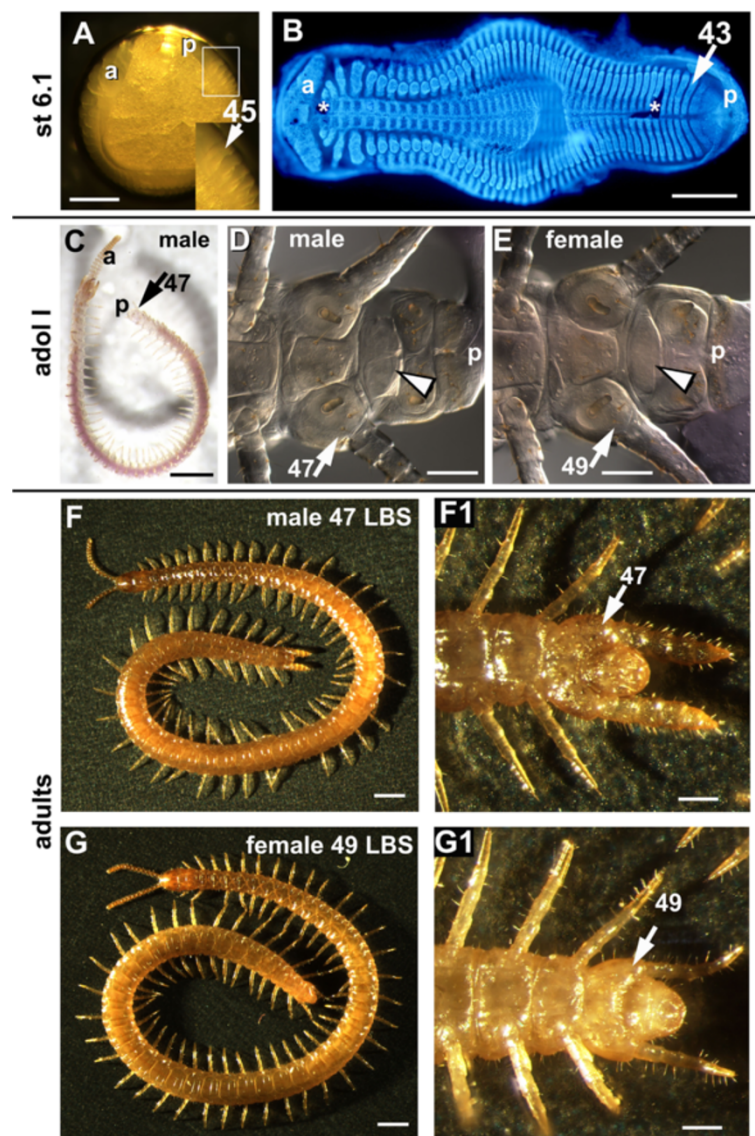 st 6.1
A
a
p
45
B
a
*
*
43
p
adol I
C
male
a
p
47
D
male
47
p
E
female
49
p
adults
F
male 47 LBS
F1
47
G
female 49 LBS
G1
49